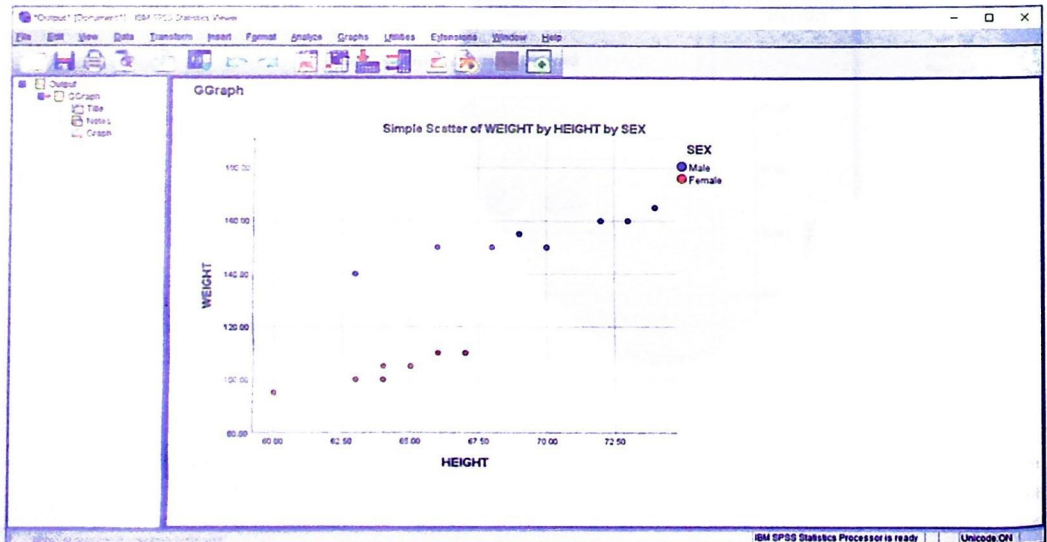 *Output1 [Document1] - IBM SPSS Statistics Viewer
File Edit View Data Transform Insert Format Analyze Graphs Utilities Extensions Window Help
Output
GGraph
Title
Notes
Graph
GGraph
Simple Scatter of WEIGHT by HEIGHT by SEX
SEX
Male
Female
WEIGHT
180.00
160.00
140.00
120.00
100.00
80.00
60.00 62.50 65.00 67.50 70.00 72.50
HEIGHT
IBM SPSS Statistics Processor is ready Unicode:ON